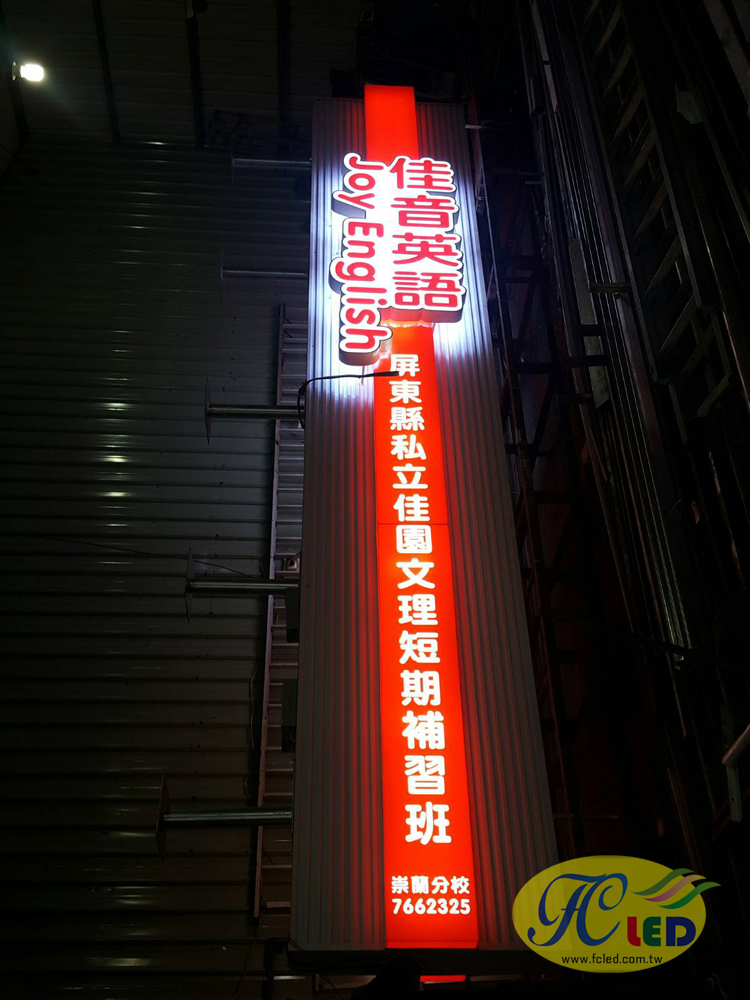 佳音英語
Joy English
屏東縣私立佳園文理短期補習班
崇蘭分校
7662325
FC LED
www.fcled.com.tw